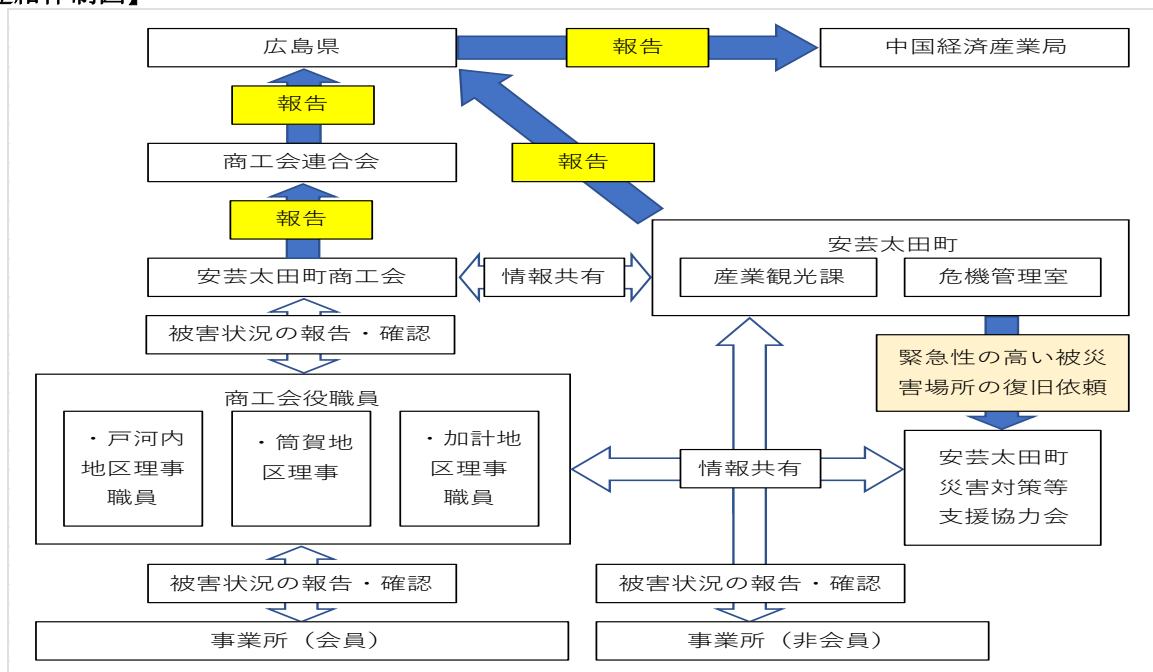 体制図】
広島県
報告
中国経済産業局
報告
商工会連合会
報告
報告
安芸太田町
安芸太田町商工会
情報共有
産業観光課
危機管理室
被害状況の報告・確認
緊急性の高い被災
害場所の復旧依頼
商工会役職員
・戸河内
地区理事
職員
・筒賀地
区理事
・加計地
区理事
職員
情報共有
安芸太田町
災害対策等
支援協力会
被害状況の報告・確認
被害状況の報告・確認
事業所（会員）
事業所（非会員）